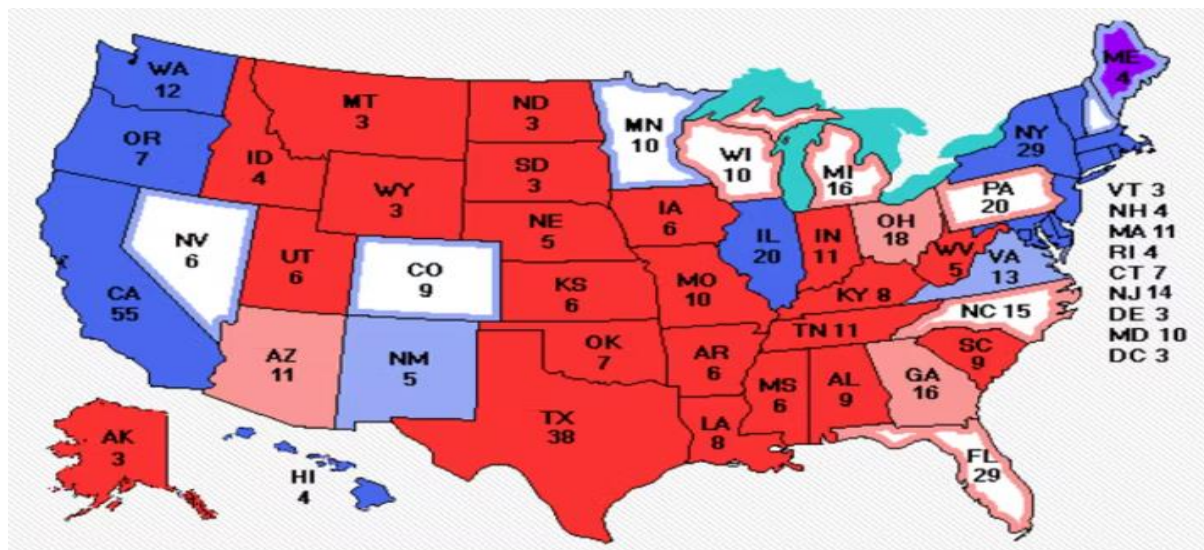 WA
12
OR
7
CA
55
NV
6
ID
4
MT
3
WY
3
UT
6
CO
9
AZ
11
NM
5
ND
3
SD
3
NE
5
KS
6
OK
7
TX
38
MN
10
IA
6
MO
10
AR
6
LA
8
WI
10
IL
20
MI
16
IN
11
OH
18
KY 8
TN 11
MS
6
AL
9
GA
16
FL
29
SC
9
NC 15
VA
13
WV
5
PA
20
NY
29
ME
4
VT 3
NH 4
MA 11
RI 4
CT 7
NJ 14
DE 3
MD 10
DC 3
AK
3
HI
4